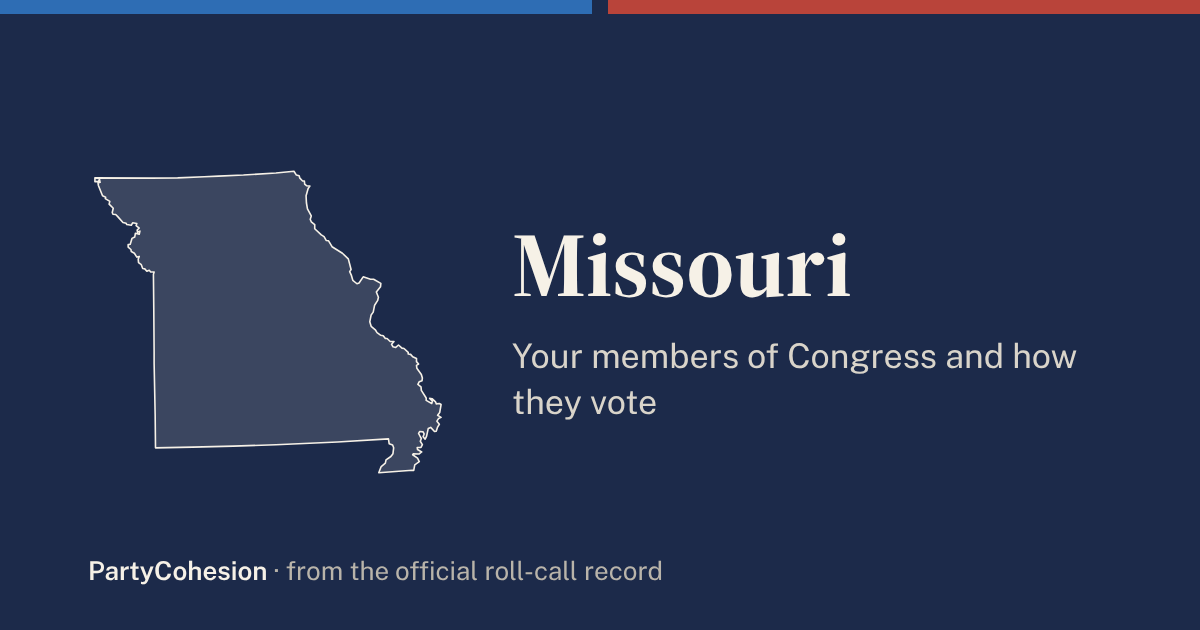 Missouri
Your members of Congress and how
they vote
PartyCohesion · from the official roll-call record